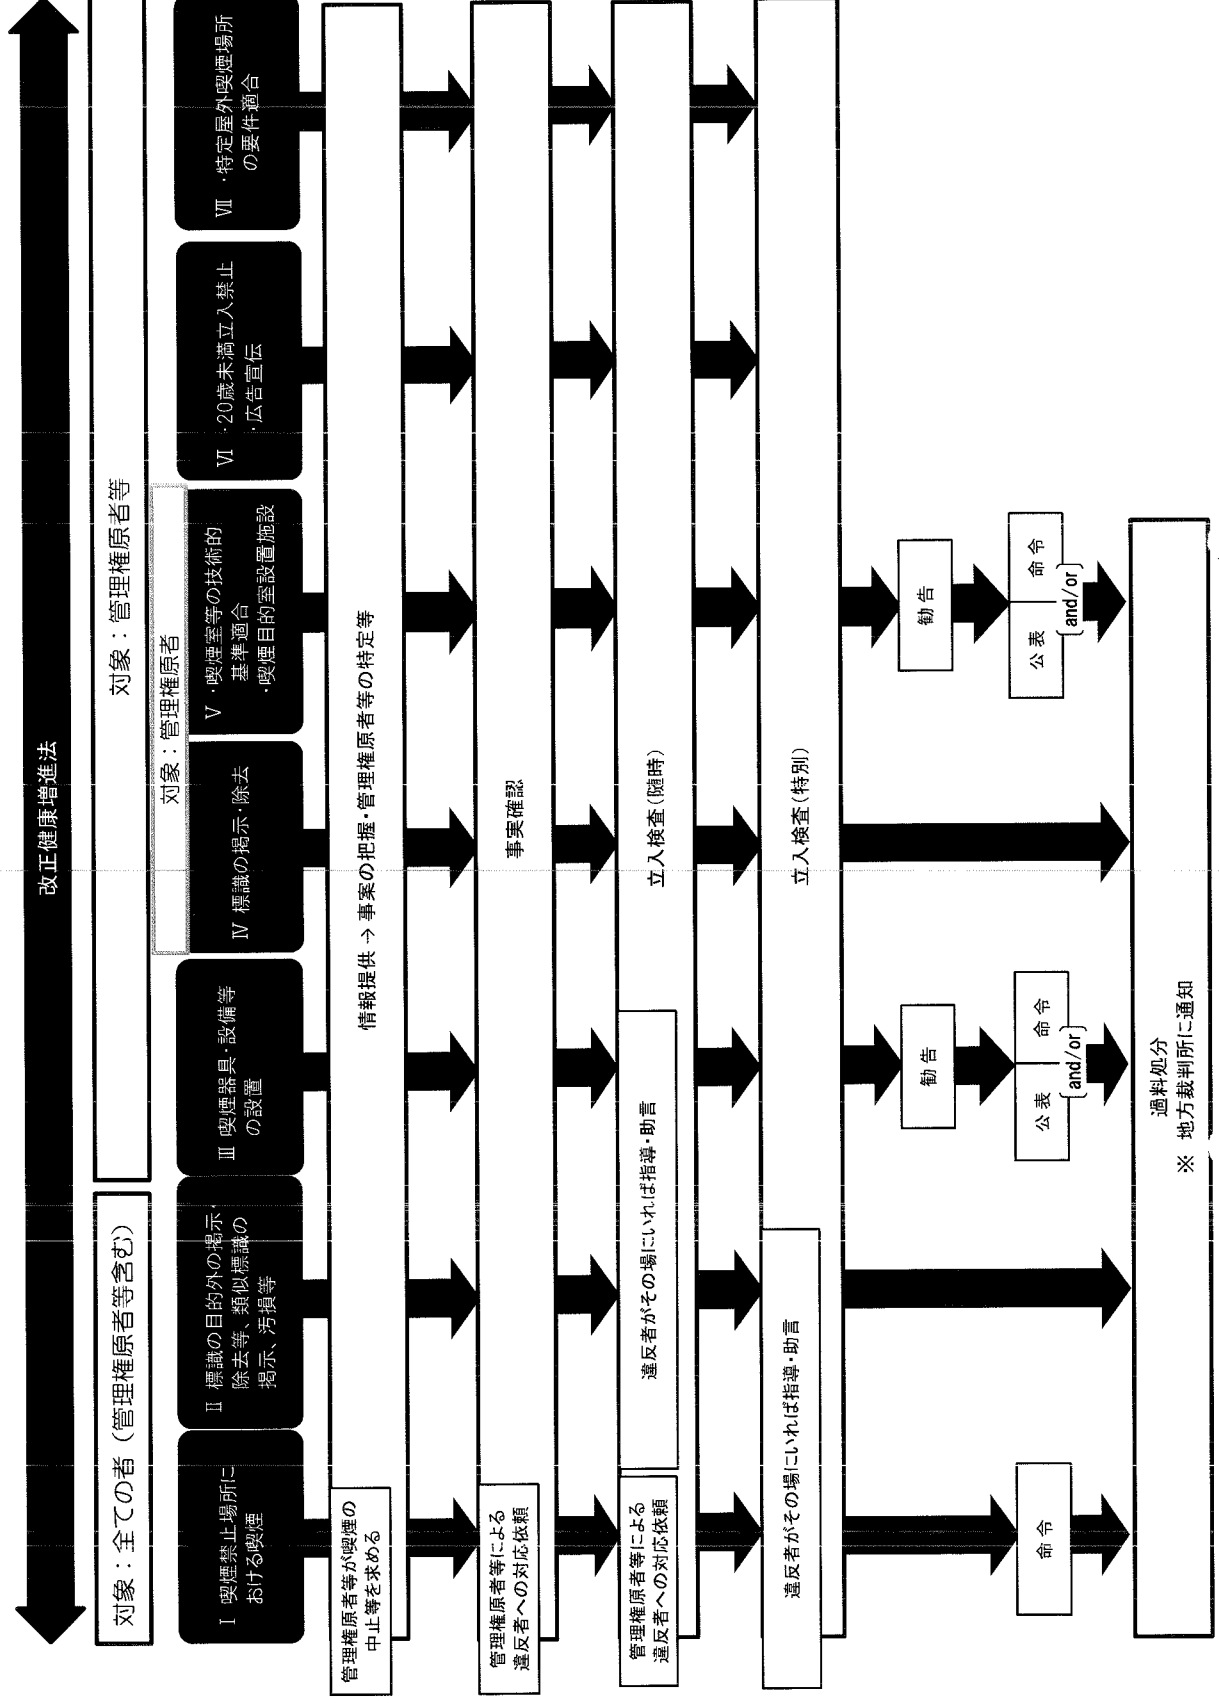 改正健康増進法
対象：全ての者（管理権原者等含む）
対象：管理権原者等
対象：管理権原者
Ⅰ 喫煙禁止場所に
おける喫煙
Ⅱ 標識の目的外の掲示・
除去等、類似標識の
掲示、汚損等
Ⅲ 喫煙器具・設備等
の設置
Ⅳ 標識の掲示・除去
Ⅴ ・喫煙室等の技術的
基準適合
・喫煙目的室設置施設
Ⅵ ・20歳未満立入禁止
・広告宣伝
Ⅶ ・特定屋外喫煙場所
の要件適合
管理権原者等が喫煙の
中止等を求める
情報提供 → 事案の把握・管理権原者等の特定等
管理権原者等による
違反者への対応依頼
事実確認
管理権原者等による
違反者への対応依頼
違反者がその場にいれば指導・助言
立入検査（随時）
違反者がその場にいれば指導・助言
立入検査（特別）
勧告
勧告
命令
公表
命令
and/or
公表
命令
and/or
過料処分
※ 地方裁判所に通知